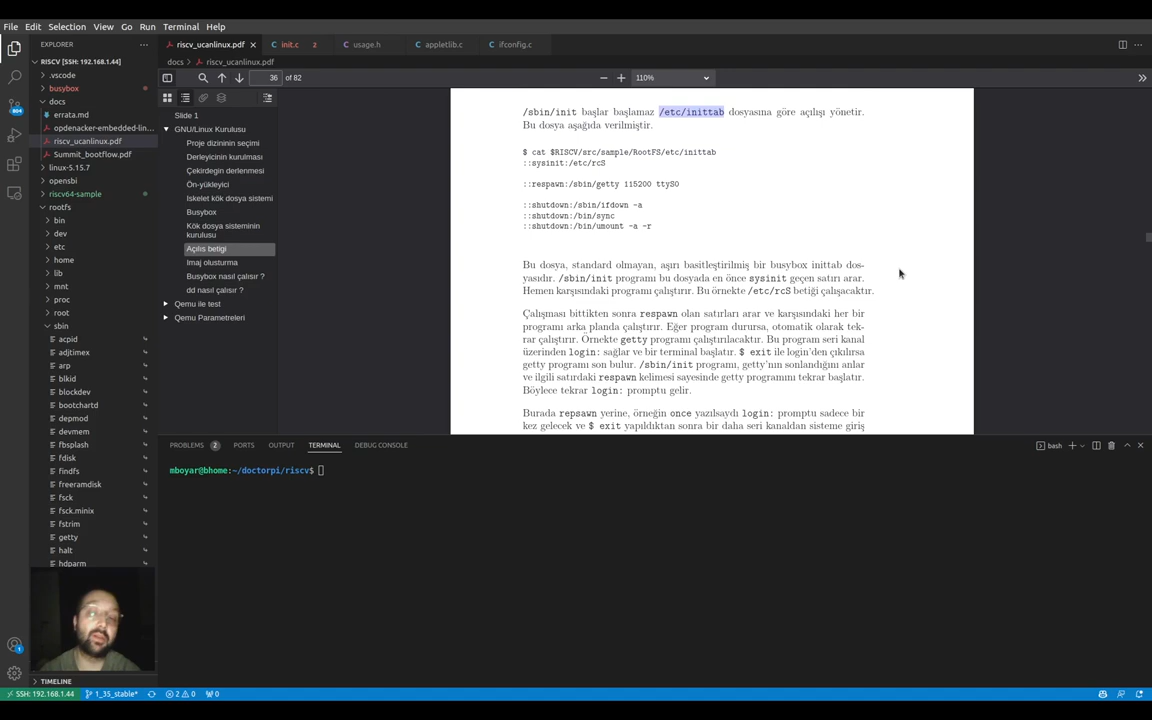 File Edit Selection View Go Run Terminal Help
EXPLORER
riscv_ucanlinux.pdf
init.c 2
usage.h
appletlib.c
ifconfig.c
docs > riscv_ucanlinux.pdf
36 of 82
110%
RISCV [SSH: 192.168.1.44]
.vscode
busybox
docs
errata.md
opdenacker-embedded-lin...
riscv_ucanlinux.pdf
Summit_bootflow.pdf
linux-5.15.7
opensbi
riscv64-sample
rootfs
bin
dev
etc
home
lib
mnt
proc
root
sbin
acpid
adjtimex
arp
blkid
blockdev
bootchartd
depmod
devmem
fbsplash
fdisk
findfs
freeramdisk
fsck
fsck.minix
fstrim
getty
halt
hdparm
TIMELINE
804
1
Slide 1
GNU/Linux Kurulusu
Proje dizininin seçimi
Derleyicinin kurulması
Çekirdegin derlenmesi
Ön-yükleyici
Iskelet kök dosya sistemi
Busybox
Kök dosya sisteminin
kurulusu
Açılıs betigi
Imaj olusturma
Busybox nasıl çalısır ?
dd nasıl çalısır ?
Qemu ile test
Qemu Parametreleri
/sbin/init başlar başlamaz /etc/inittab dosyasına göre açılışı yönetir.
Bu dosya aşağıda verilmiştir.
$ cat $RISCV/src/sample/RootFS/etc/inittab
::sysinit:/etc/rcS
::respawn:/sbin/getty 115200 ttyS0
::shutdown:/sbin/ifdown -a
::shutdown:/bin/sync
::shutdown:/bin/umount -a -r
Bu dosya, standard olmayan, aşırı basitleştirilmiş bir busybox inittab dos-
yasıdır. /sbin/init programı bu dosyada en önce sysinit geçen satırı arar.
Hemen karşısındaki programı çalıştırır. Bu örnekte /etc/rcS betiği çalışacaktır.
Çalışması bittikten sonra respawn olan satırları arar ve karşısındaki her bir
programı arka planda çalıştırır. Eğer program durursa, otomatik olarak tek-
rar çalıştırır. Örnekte getty programı çalıştırılacaktır. Bu program seri kanal
üzerinden login: sağlar ve bir terminal başlatır. $ exit ile login'den çıkılırsa
getty programı son bulur. /sbin/init programı, getty'nin sonlandığını anlar
ve ilgili satırdaki respawn kelimesi sayesinde getty programını tekrar başlatır.
Böylece tekrar login: promptu gelir.
Burada repsawn yerine, örneğin once yazılsaydı login: promptu sadece bir
kez gelecek ve $ exit yapıldıktan sonra bir daha seri kanaldan sisteme giriş
PROBLEMS 2 PORTS OUTPUT TERMINAL DEBUG CONSOLE
bash
mboyar@bhome:~/doctorpi/riscv$
SSH: 192.168.1.44 1_35_stable* 2 0 0